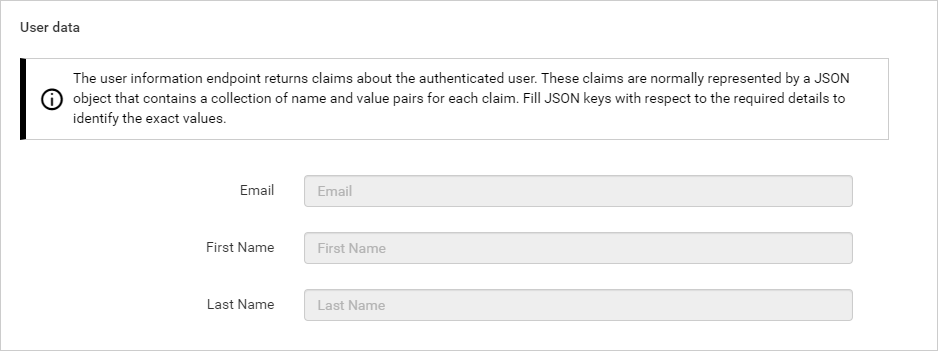 User data
The user information endpoint returns claims about the authenticated user. These claims are normally represented by a JSON
object that contains a collection of name and value pairs for each claim. Fill JSON keys with respect to the required details to
identify the exact values.
Email
Email
First Name
First Name
Last Name
Last Name